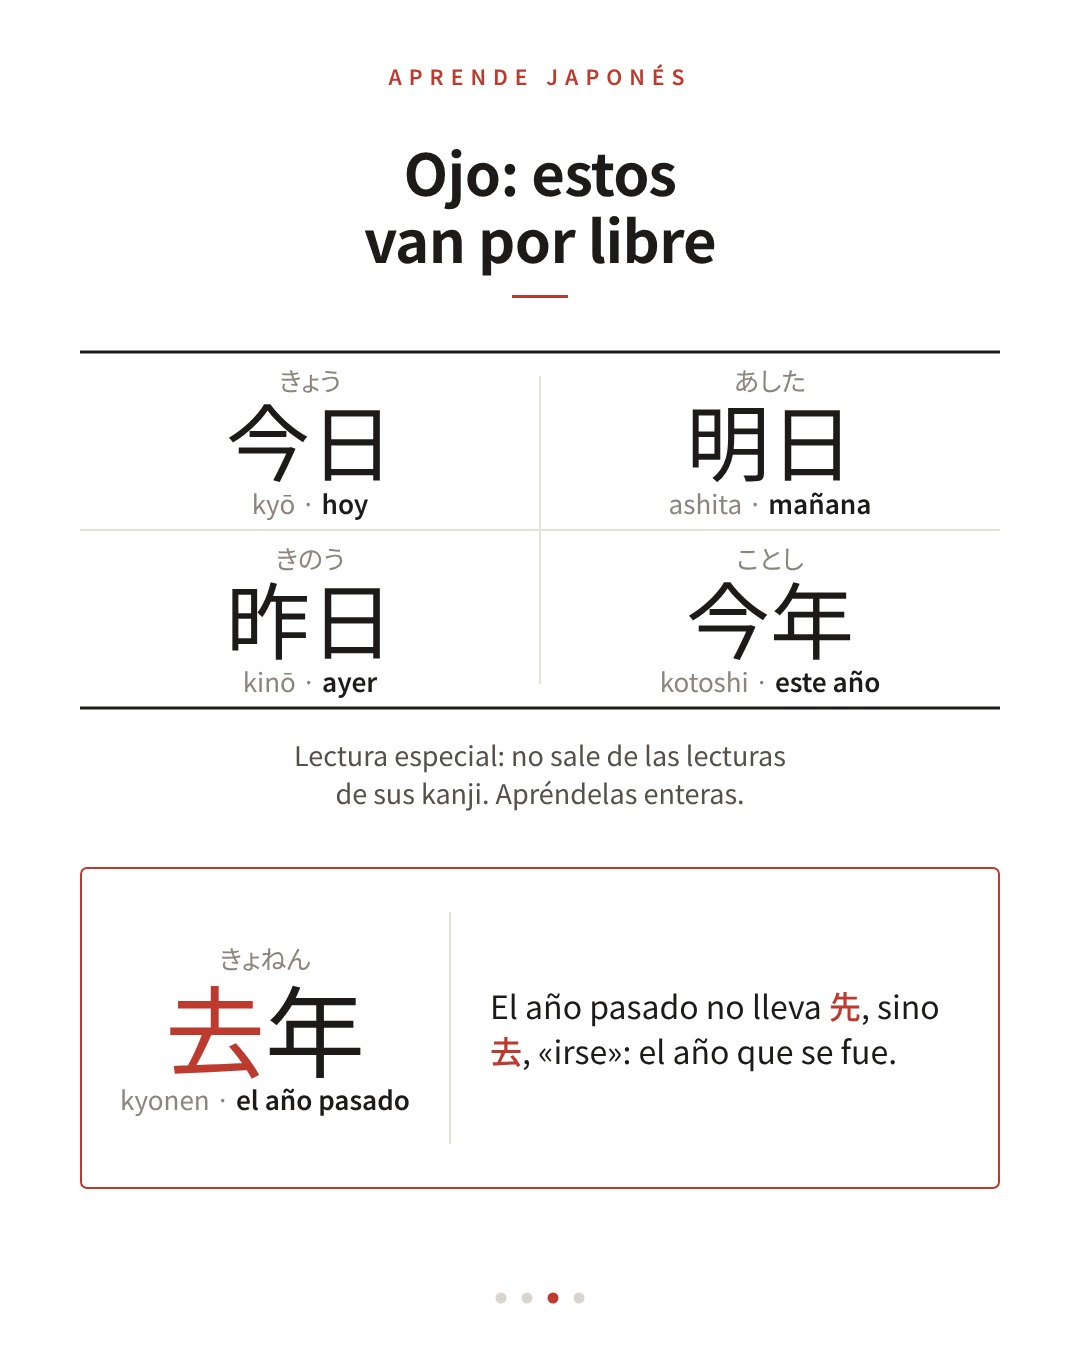 APRENDE JAPONÉS
Ojo: estos
van por libre
きょう
今日
kyō · hoy
あした
明日
ashita · mañana
きのう
昨日
kinō · ayer
ことし
今年
kotoshi · este año
Lectura especial: no sale de las lecturas
de sus kanji. Apréndelas enteras.
きょねん
去年
kyonen · el año pasado
El año pasado no lleva 先, sino
去, «irse»: el año que se fue.